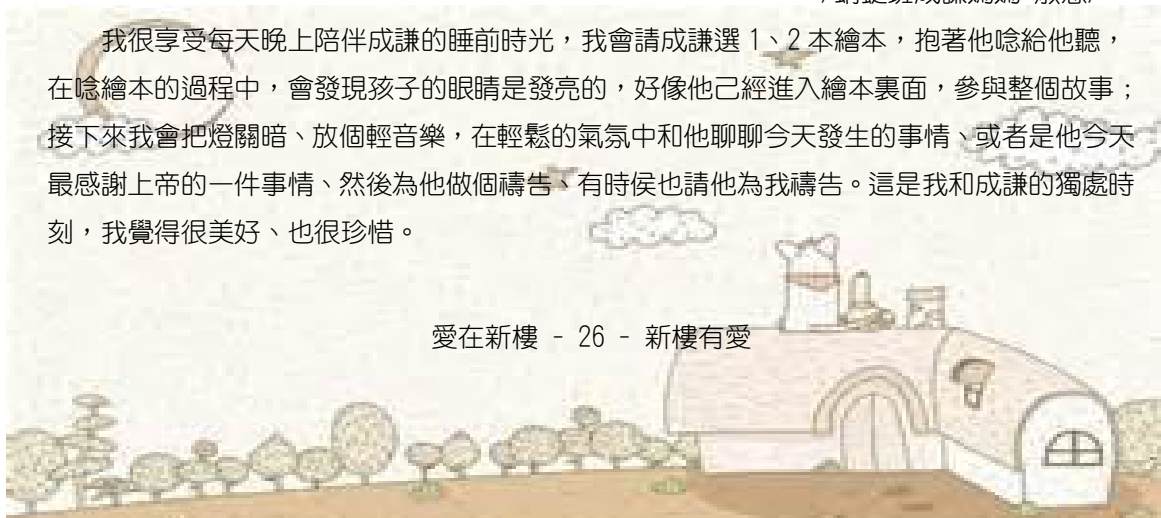 我很享受每天晚上陪伴成謙的睡前時光，我會請成謙選 1、2 本繪本，抱著他唸給他聽，
在唸繪本的過程中，會發現孩子的眼睛是發亮的，好像他己經進入繪本裏面，參與整個故事；
接下來我會把燈關暗、放個輕音樂，在輕鬆的氣氛中和他聊聊今天發生的事情、或者是他今天
最感謝上帝的一件事情、然後為他做個禱告、有時侯也請他為我禱告。這是我和成謙的獨處時
刻，我覺得很美好、也很珍惜。
愛在新樓 - 26 - 新樓有愛